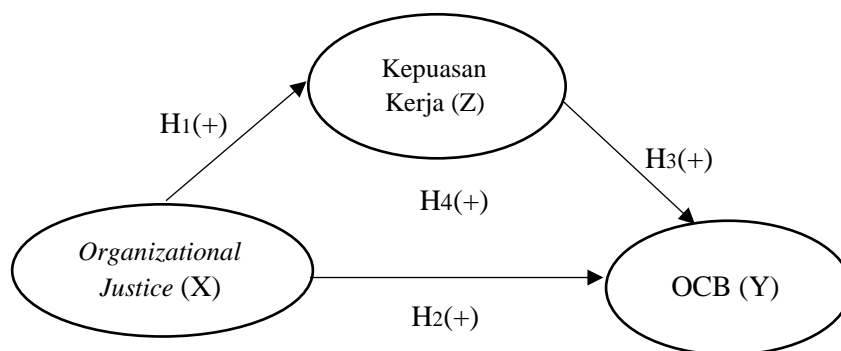 Kepuasan
Kerja (Z)
H1(+)
H3(+)
H4(+)
Organizational
Justice (X)
OCB (Y)
H2(+)